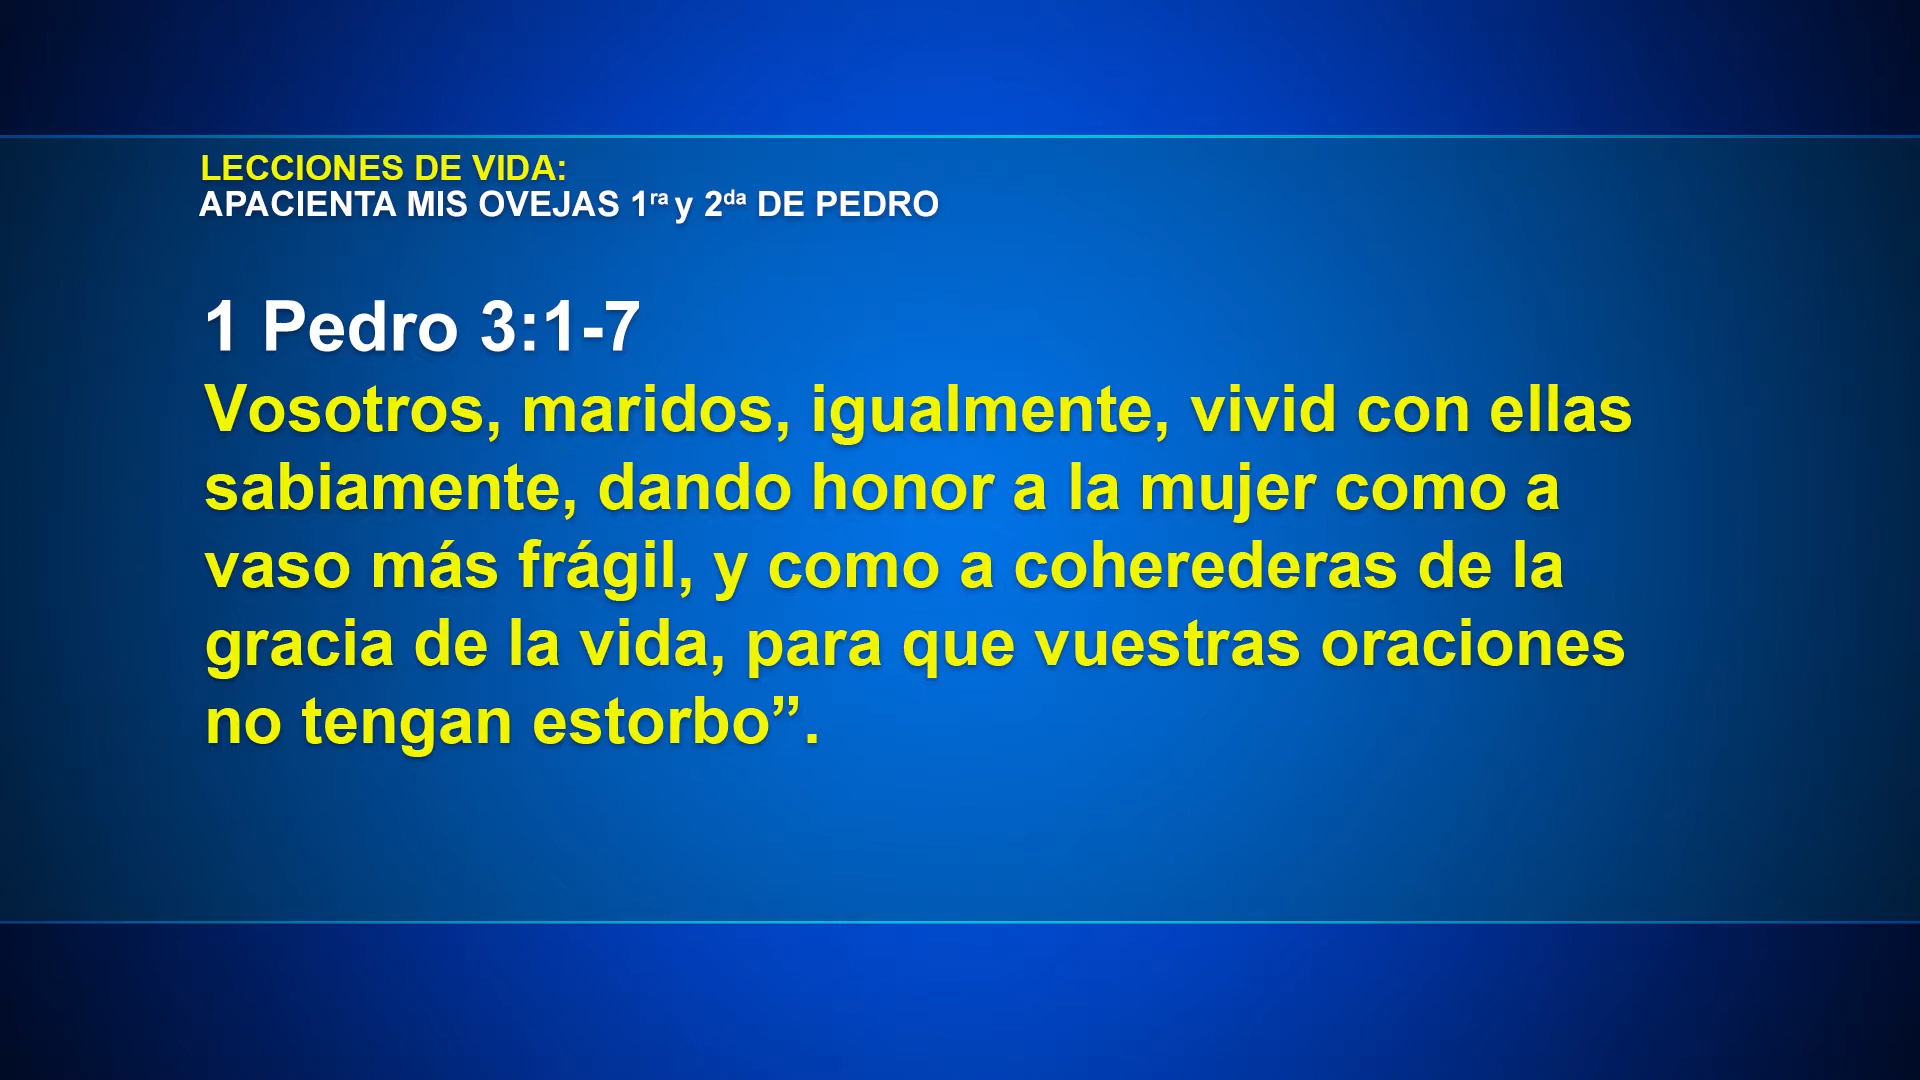 LECCIONES DE VIDA:
APACIENTA MIS OVEJAS 1ra y 2da DE PEDRO
1 Pedro 3:1-7
Vosotros, maridos, igualmente, vivid con ellas
sabiamente, dando honor a la mujer como a
vaso más frágil, y como a coherederas de la
gracia de la vida, para que vuestras oraciones
no tengan estorbo”.